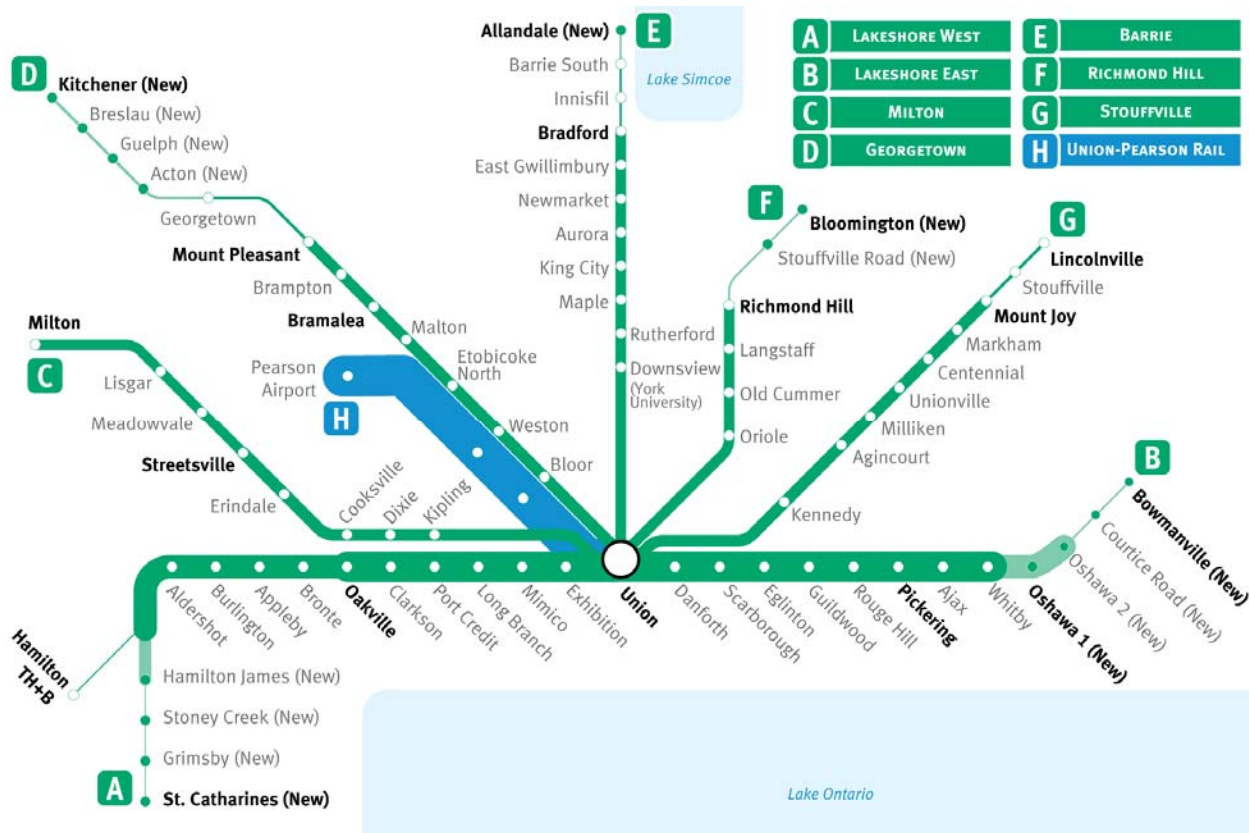 A LAKESHORE WEST
B LAKESHORE EAST
C MILTON
D GEORGETOWN
E BARRIE
F RICHMOND HILL
G STOUFFVILLE
H UNION-PEARSON RAIL
D
Kitchener (New)
Breslau (New)
Guelph (New)
Acton (New)
Georgetown
Mount Pleasant
Brampton
Bramalea
Malton
Etobicoke
North
Weston
Bloor
Pearson
Airport
H
Milton
C
Lisgar
Meadowvale
Streetsville
Erindale
Cooksville
Dixie
Kipling
Allandale (New)
E
Barrie South
Innisfil
Bradford
East Gwillimbury
Newmarket
Aurora
King City
Maple
Rutherford
Downsview
(York
University)
Lake Simcoe
F
Bloomington (New)
Stouffville Road (New)
Richmond Hill
Langstaff
Old Cummer
Oriole
G
Lincolnville
Stouffville
Mount Joy
Markham
Centennial
Unionville
Milliken
Agincourt
Kennedy
B
Bowmanville (New)
Courtice Road (New)
Oshawa 2 (New)
Oshawa 1 (New)
Whitby
Ajax
Pickering
Rouge Hill
Guildwood
Eglinton
Scarborough
Danforth
Union
Exhibition
Mimico
Long Branch
Port Credit
Clarkson
Oakville
Bronte
Appleby
Burlington
Aldershot
Hamilton
TH+B
Hamilton James (New)
Stoney Creek (New)
Grimsby (New)
A
St. Catharines (New)
Lake Ontario